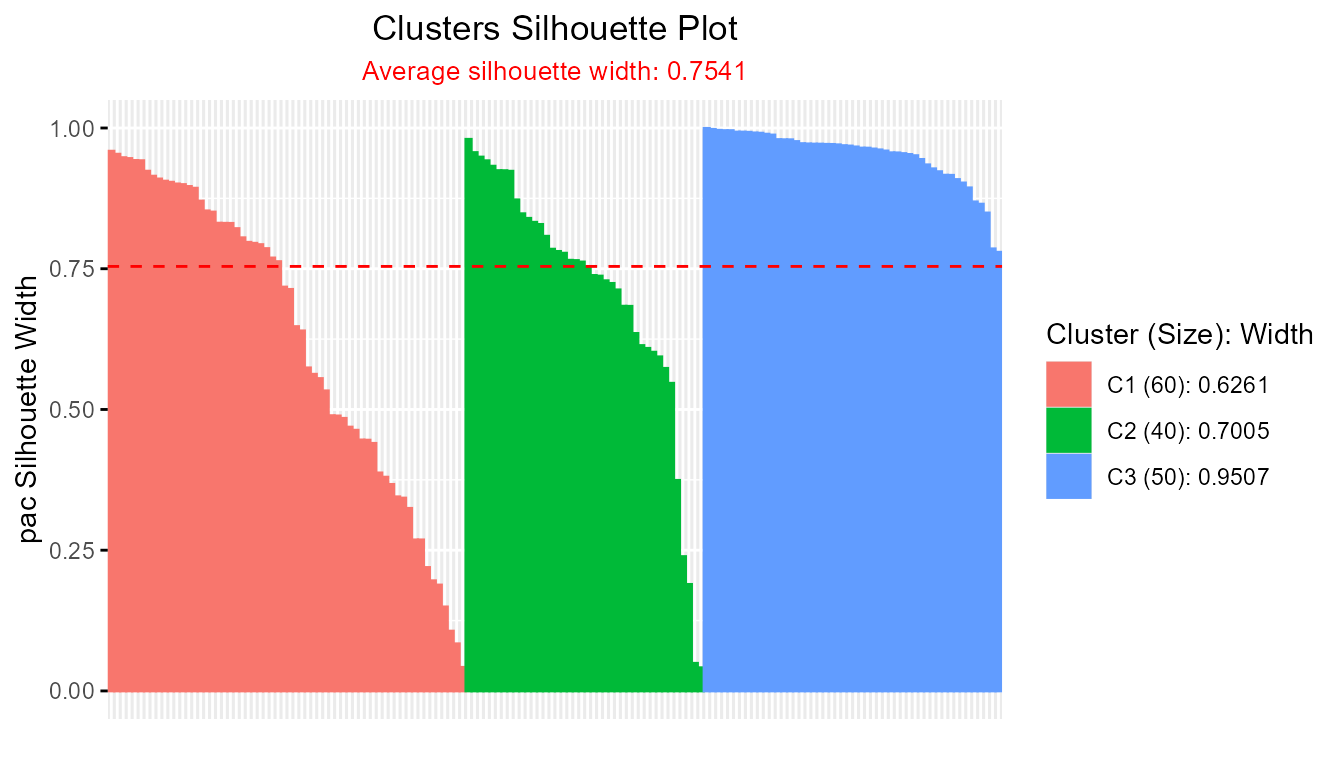 Clusters Silhouette Plot
Average silhouette width: 0.7541
pac Silhouette Width
1.00
0.75
0.50
0.25
0.00
Cluster (Size): Width
C1 (60): 0.6261
C2 (40): 0.7005
C3 (50): 0.9507